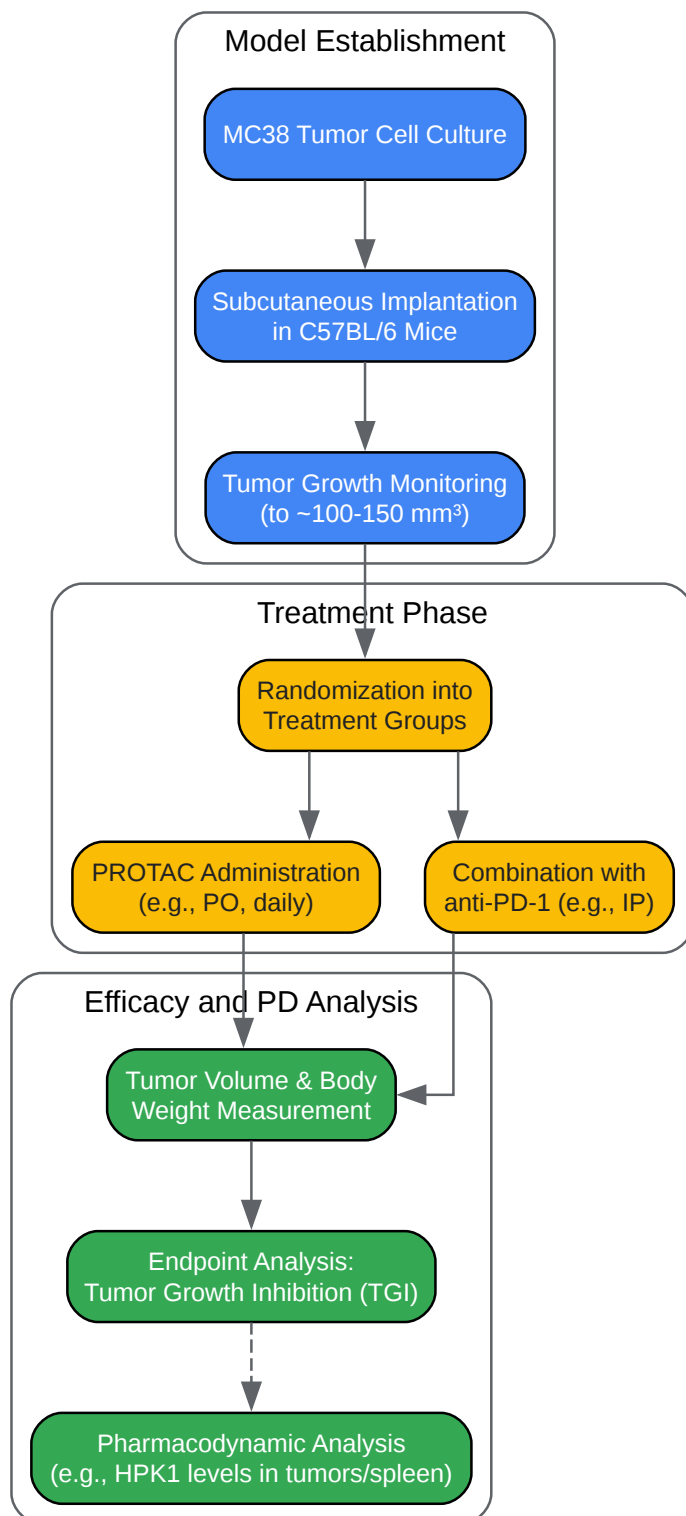 Model Establishment
MC38 Tumor Cell Culture
Subcutaneous Implantation
in C57BL/6 Mice
Tumor Growth Monitoring
(to ~100-150 mm³)
Treatment Phase
Randomization into
Treatment Groups
PROTAC Administration
(e.g., PO, daily)
Combination with
anti-PD-1 (e.g., IP)
Efficacy and PD Analysis
Tumor Volume & Body
Weight Measurement
Endpoint Analysis:
Tumor Growth Inhibition (TGI)
Pharmacodynamic Analysis
(e.g., HPK1 levels in tumors/spleen)